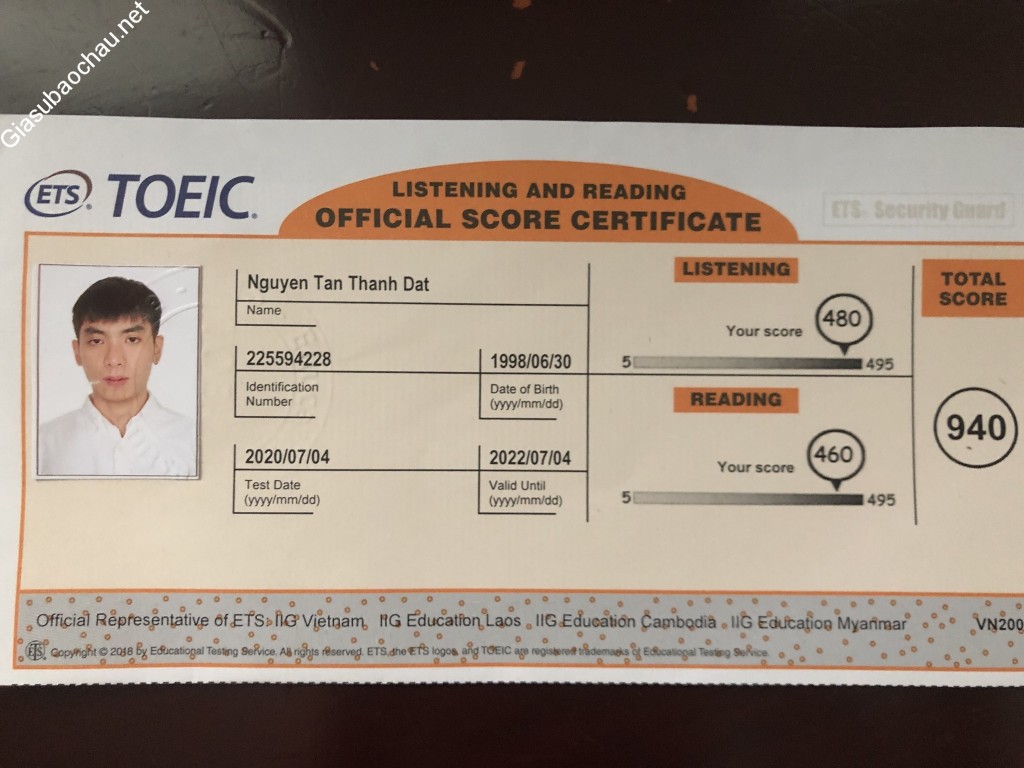 Giasubaochau.net
ETS® TOEIC®
LISTENING AND READING
OFFICIAL SCORE CERTIFICATE
ETS® Security Guard
Nguyen Tan Thanh Dat
Name
225594228
Identification
Number
1998/06/30
Date of Birth
(yyyy/mm/dd)
2020/07/04
Test Date
(yyyy/mm/dd)
2022/07/04
Valid Until
(yyyy/mm/dd)
LISTENING
Your score 480
5 495
READING
Your score 460
5 495
TOTAL
SCORE
940
Official Representative of ETS: IIG Vietnam IIG Education Laos IIG Education Cambodia IIG Education Myanmar VN200
Copyright © 2018 by Educational Testing Service. All rights reserved. ETS, the ETS logos, and TOEIC are registered trademarks of Educational Testing Service.